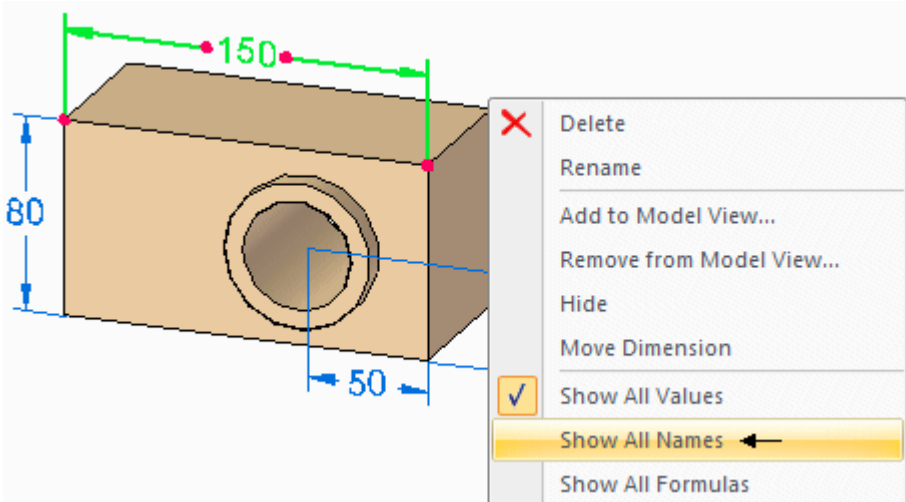 150
80
50
Delete
Rename
Add to Model View...
Remove from Model View...
Hide
Move Dimension
Show All Values
Show All Names
Show All Formulas